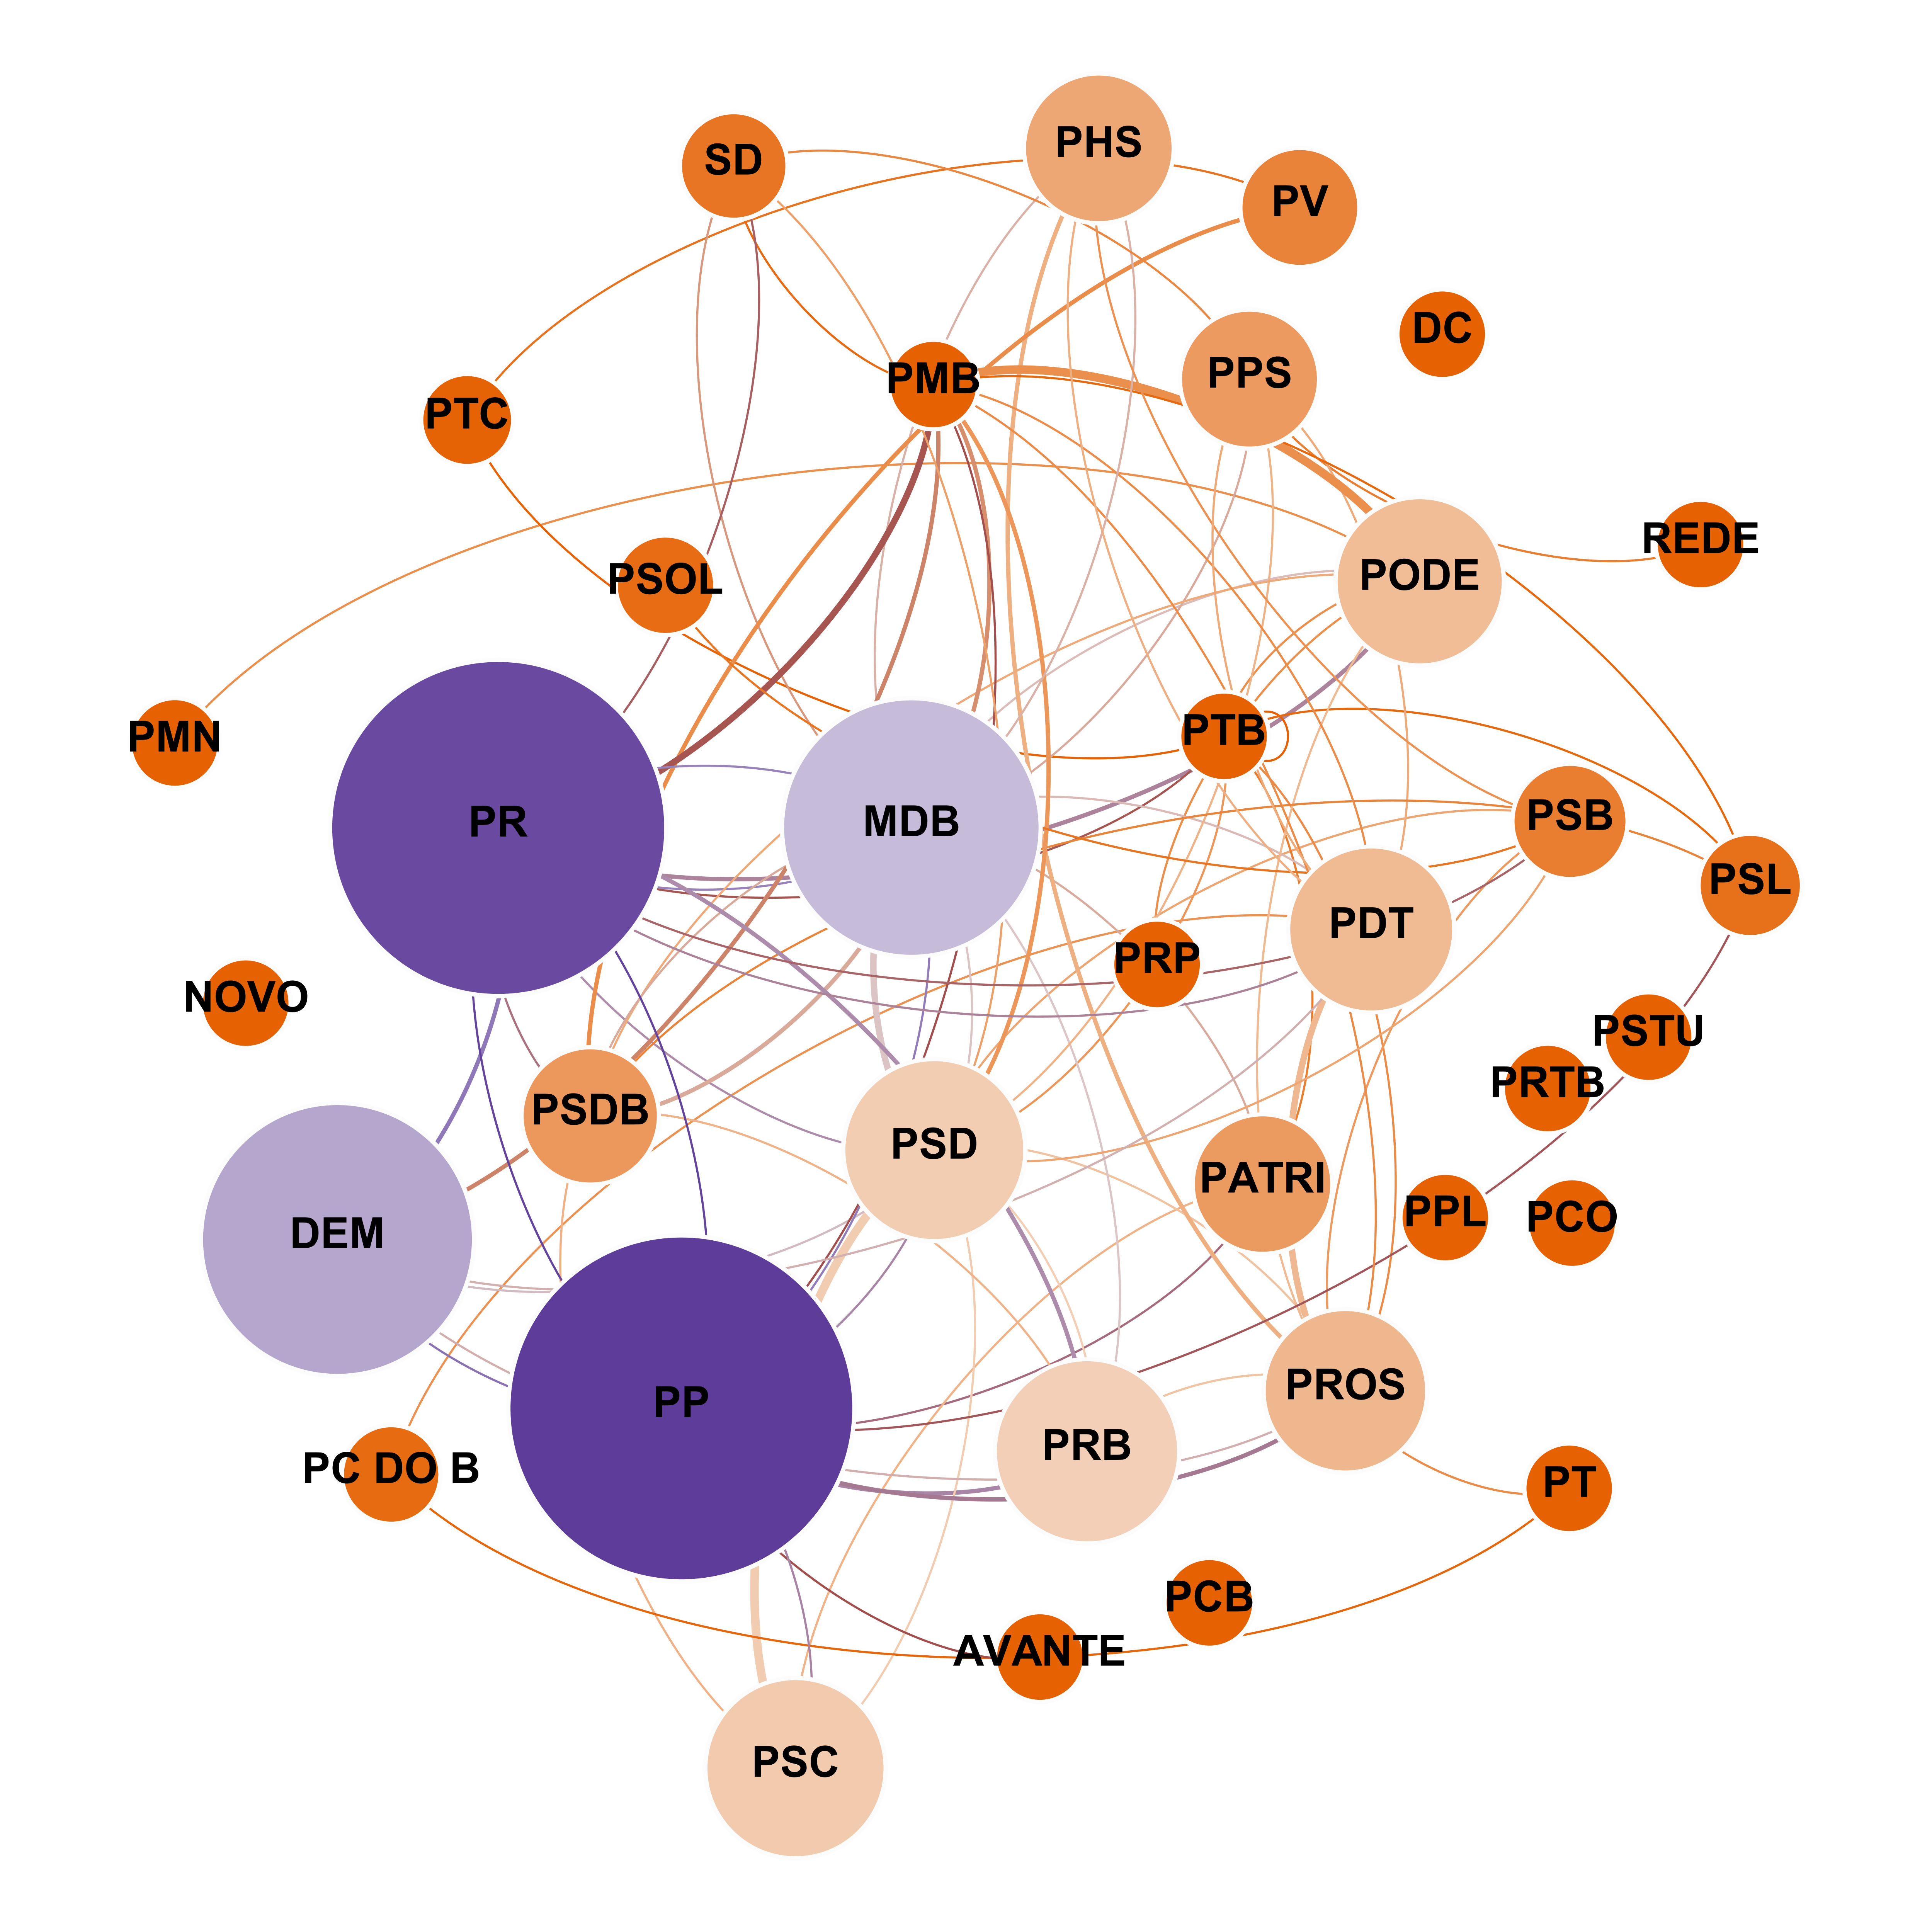 PHS
SD
PV
DC
PPS
PMB
PTC
REDE
PODE
PSOL
PTB
PMN
PSB
PR
MDB
PSL
PDT
PRP
NOVO
PSTU
PRTB
PSDB
PSD
PATRI
PPL
PCO
DEM
PROS
PP
PRB
PC DO B
PT
PCB
AVANTE
PSC